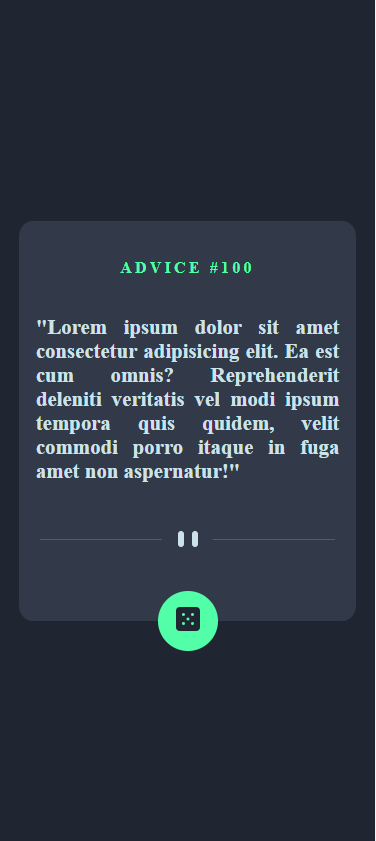 ADVICE #100
"Lorem ipsum dolor sit amet
consectetur adipisicing elit. Ea est
cum omnis? Reprehenderit
deleniti veritatis vel modi ipsum
tempora quis quidem, velit
commodi porro itaque in fuga
amet non aspernatur!"